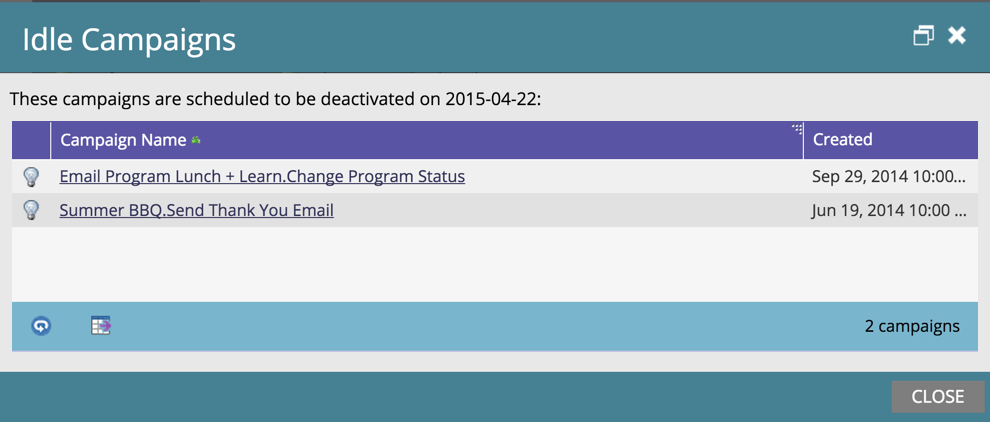 Idle Campaigns
These campaigns are scheduled to be deactivated on 2015-04-22:
Campaign Name Created
Email Program Lunch + Learn.Change Program Status Sep 29, 2014 10:00...
Summer BBQ.Send Thank You Email Jun 19, 2014 10:00 ...
2 campaigns
CLOSE